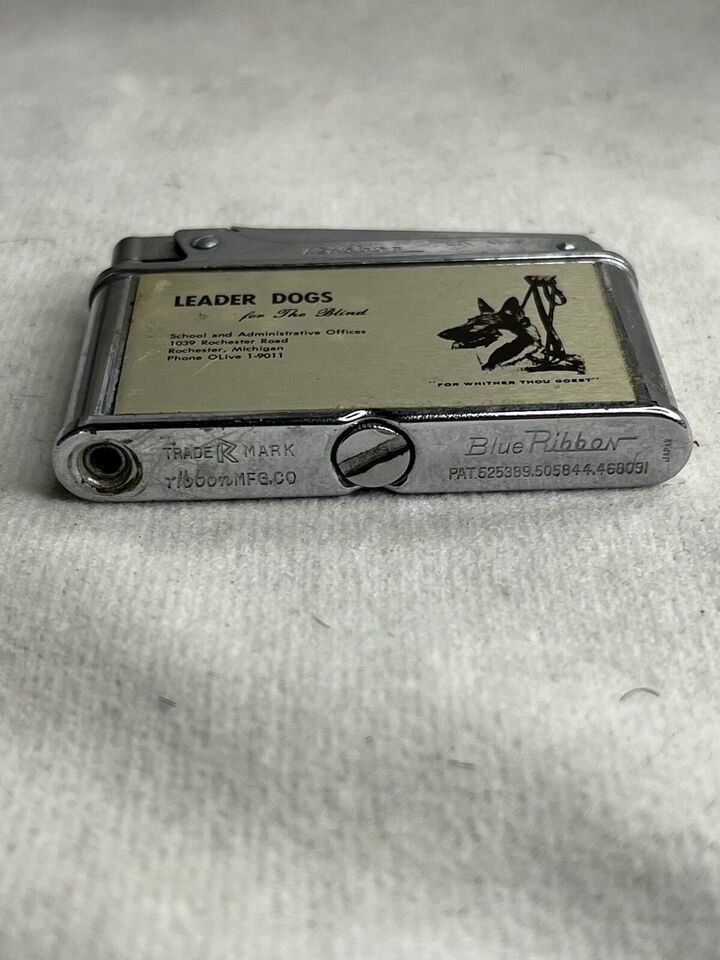 LEADER DOGS
for The Blind
School and Administrative Offices
1039 Rochester Road
Rochester, Michigan
Phone OLive 1-9011
"FOR WHITHER THOU GOEST"
TRADE R MARK
ribbon MFG.CO
Blue Ribbon
PAT.525389.505844.468091
JAPAN